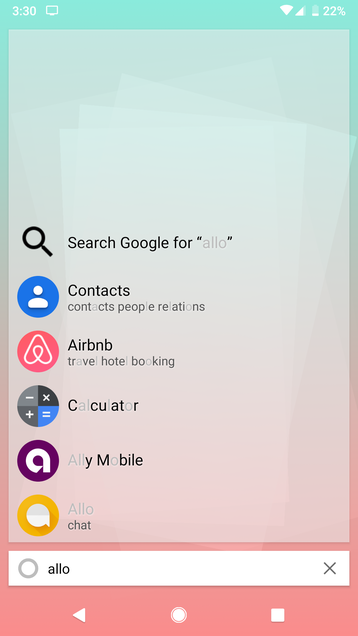 3:30
22%
Search Google for “allo”
Contacts
contacts people relations
Airbnb
travel hotel booking
Calculator
Ally Mobile
Allo
chat
allo